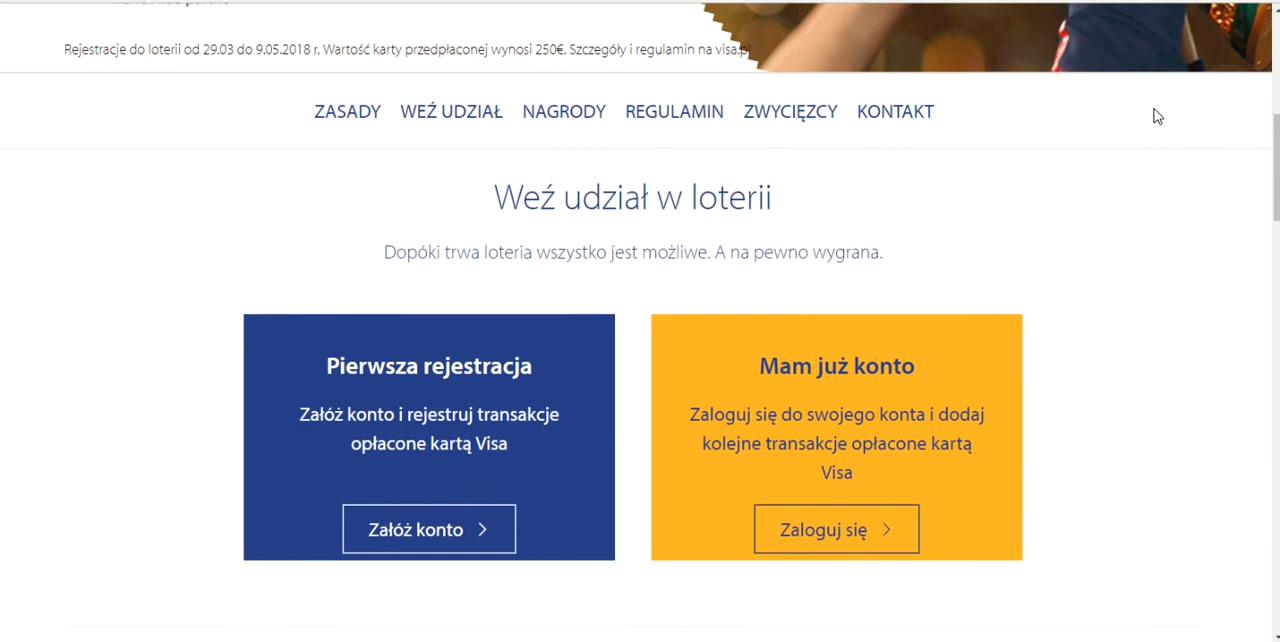 Rejestracje do loterii od 29.03 do 9.05.2018 r. Wartość karty przedpłaconej wynosi 250€. Szczegóły i regulamin na visa.pl
ZASADY WEŹ UDZIAŁ NAGRODY REGULAMIN ZWYCIĘZCY KONTAKT
Weź udział w loterii
Dopóki trwa loteria wszystko jest możliwe. A na pewno wygrana.
Pierwsza rejestracja
Załóż konto i rejestruj transakcje
opłacone kartą Visa
Załóż konto
Mam już konto
Zaloguj się do swojego konta i dodaj
kolejne transakcje opłacone kartą
Visa
Zaloguj się